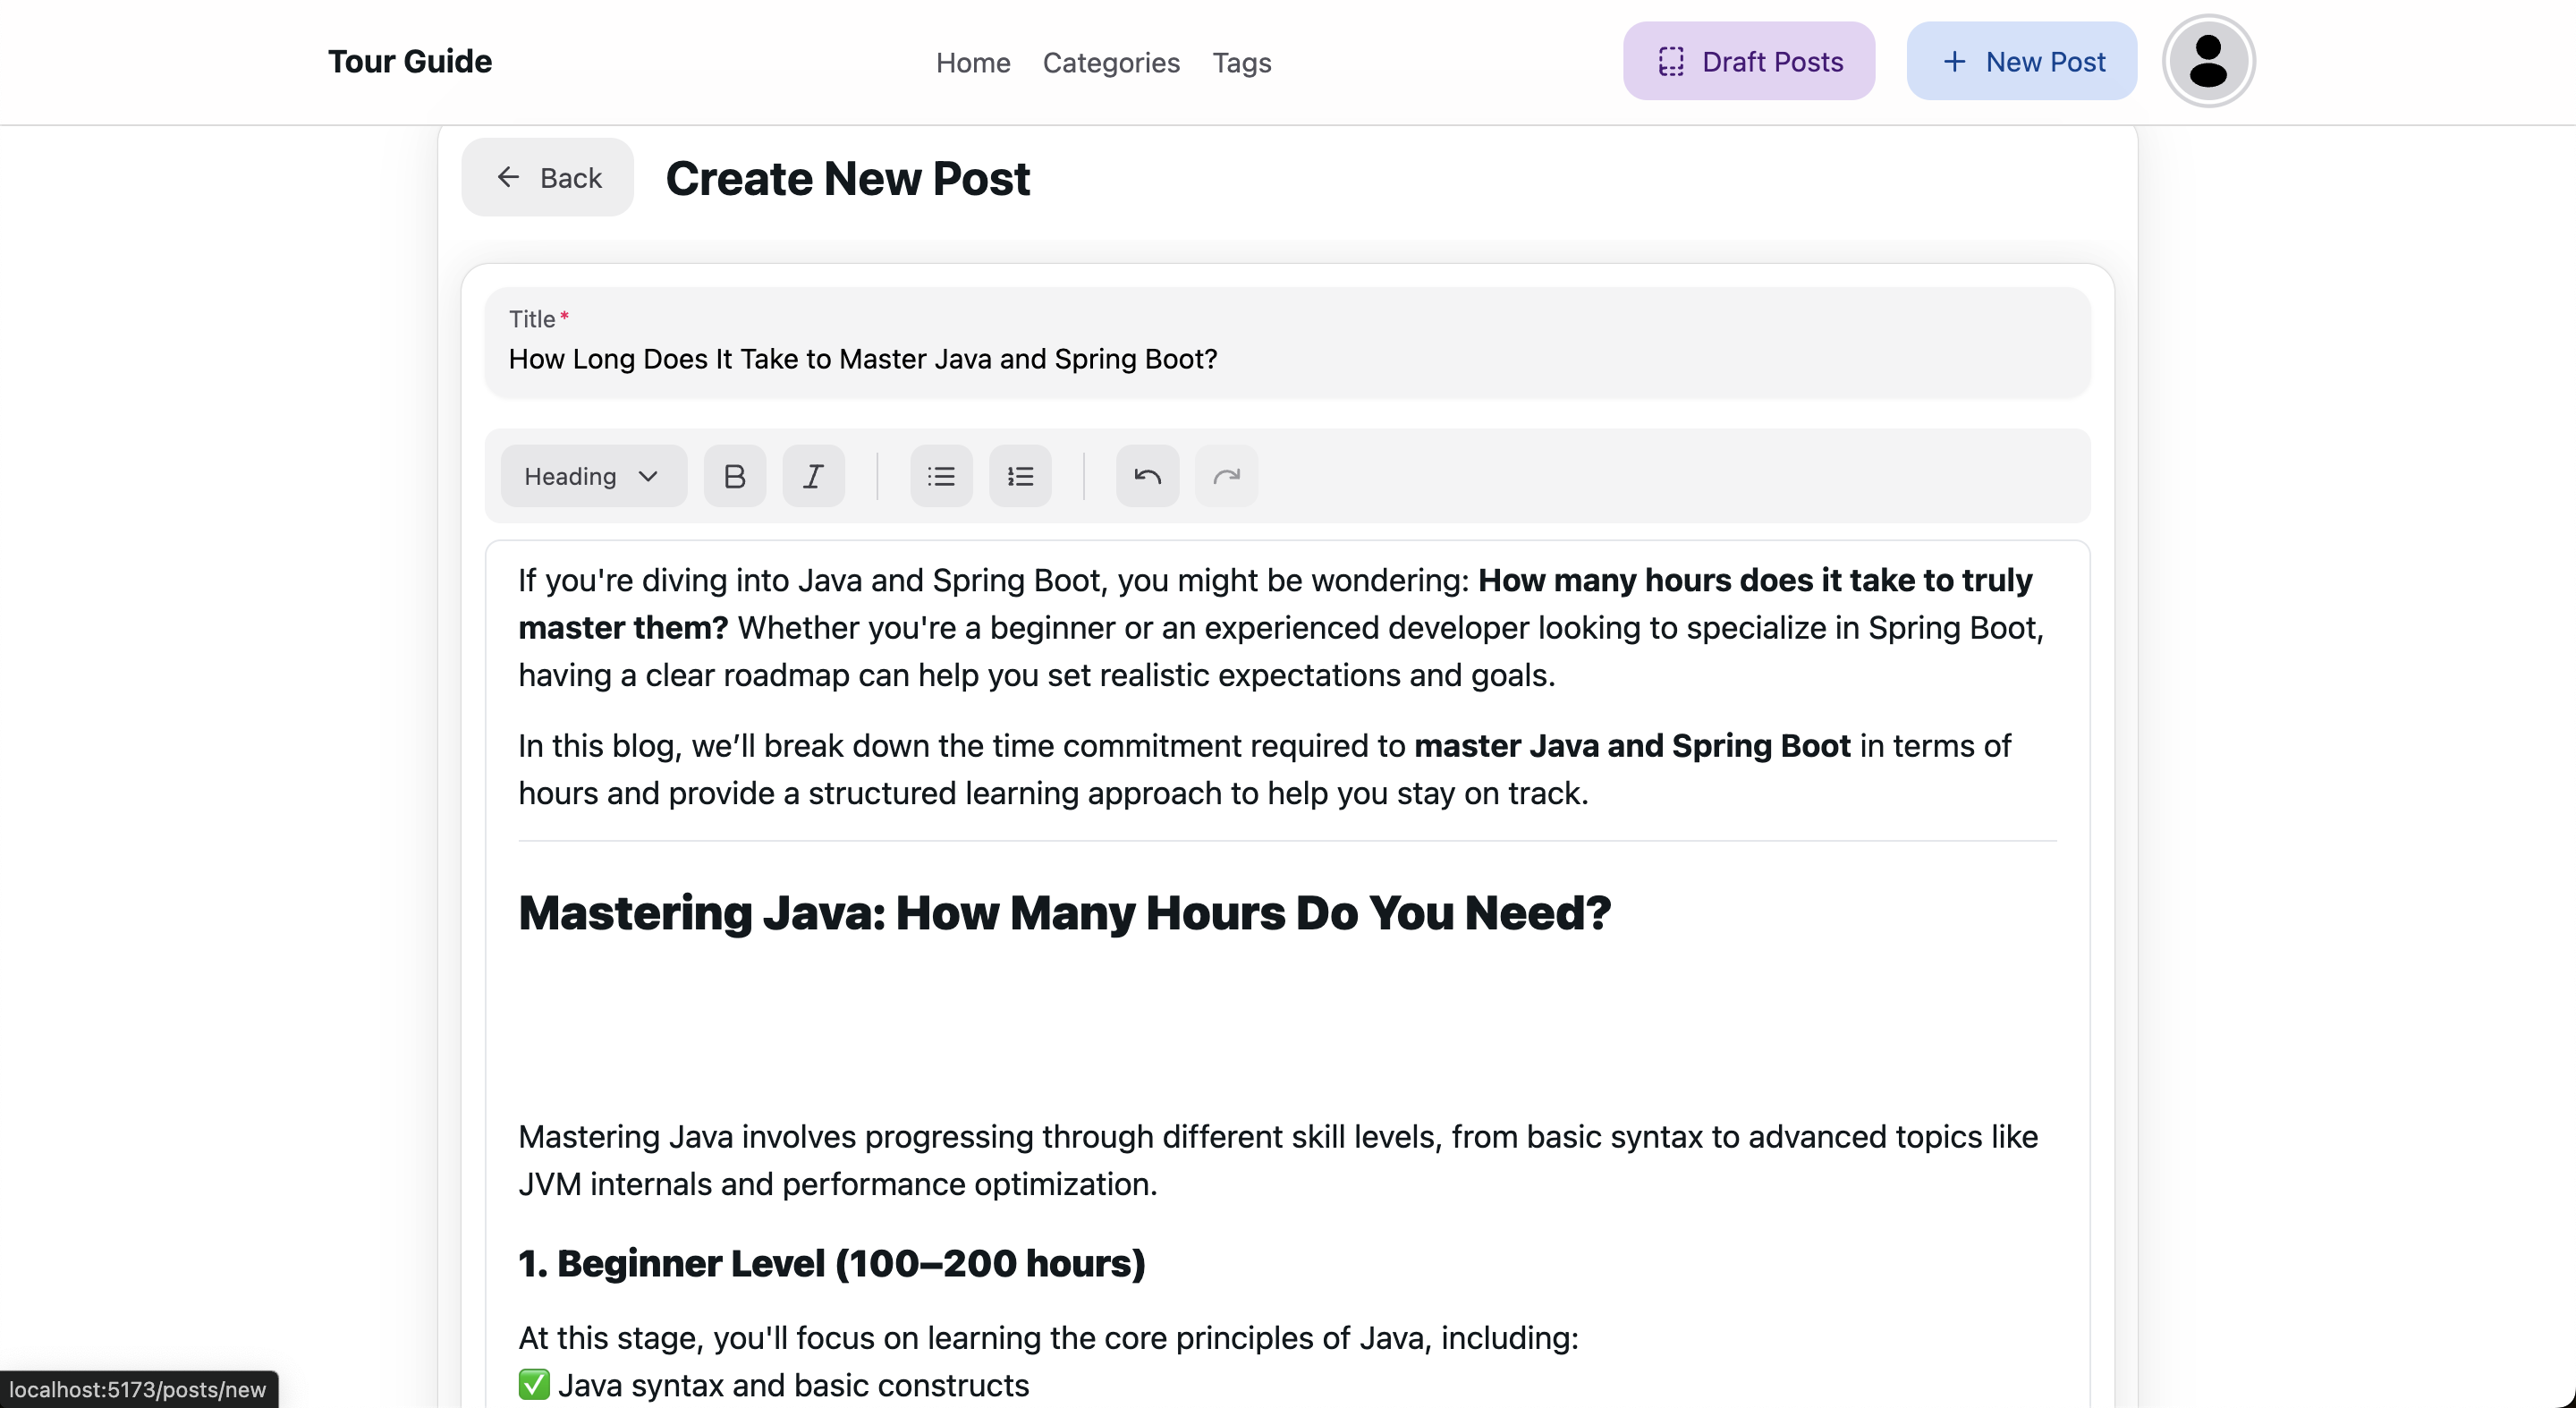 Tour Guide
Home Categories Tags
Draft Posts
+ New Post
← Back
Create New Post
Title*
How Long Does It Take to Master Java and Spring Boot?
Heading
B I
If you're diving into Java and Spring Boot, you might be wondering: How many hours does it take to truly
master them? Whether you're a beginner or an experienced developer looking to specialize in Spring Boot,
having a clear roadmap can help you set realistic expectations and goals.
In this blog, we’ll break down the time commitment required to master Java and Spring Boot in terms of
hours and provide a structured learning approach to help you stay on track.
Mastering Java: How Many Hours Do You Need?
Mastering Java involves progressing through different skill levels, from basic syntax to advanced topics like
JVM internals and performance optimization.
1. Beginner Level (100–200 hours)
At this stage, you'll focus on learning the core principles of Java, including:
✅ Java syntax and basic constructs
localhost:5173/posts/new